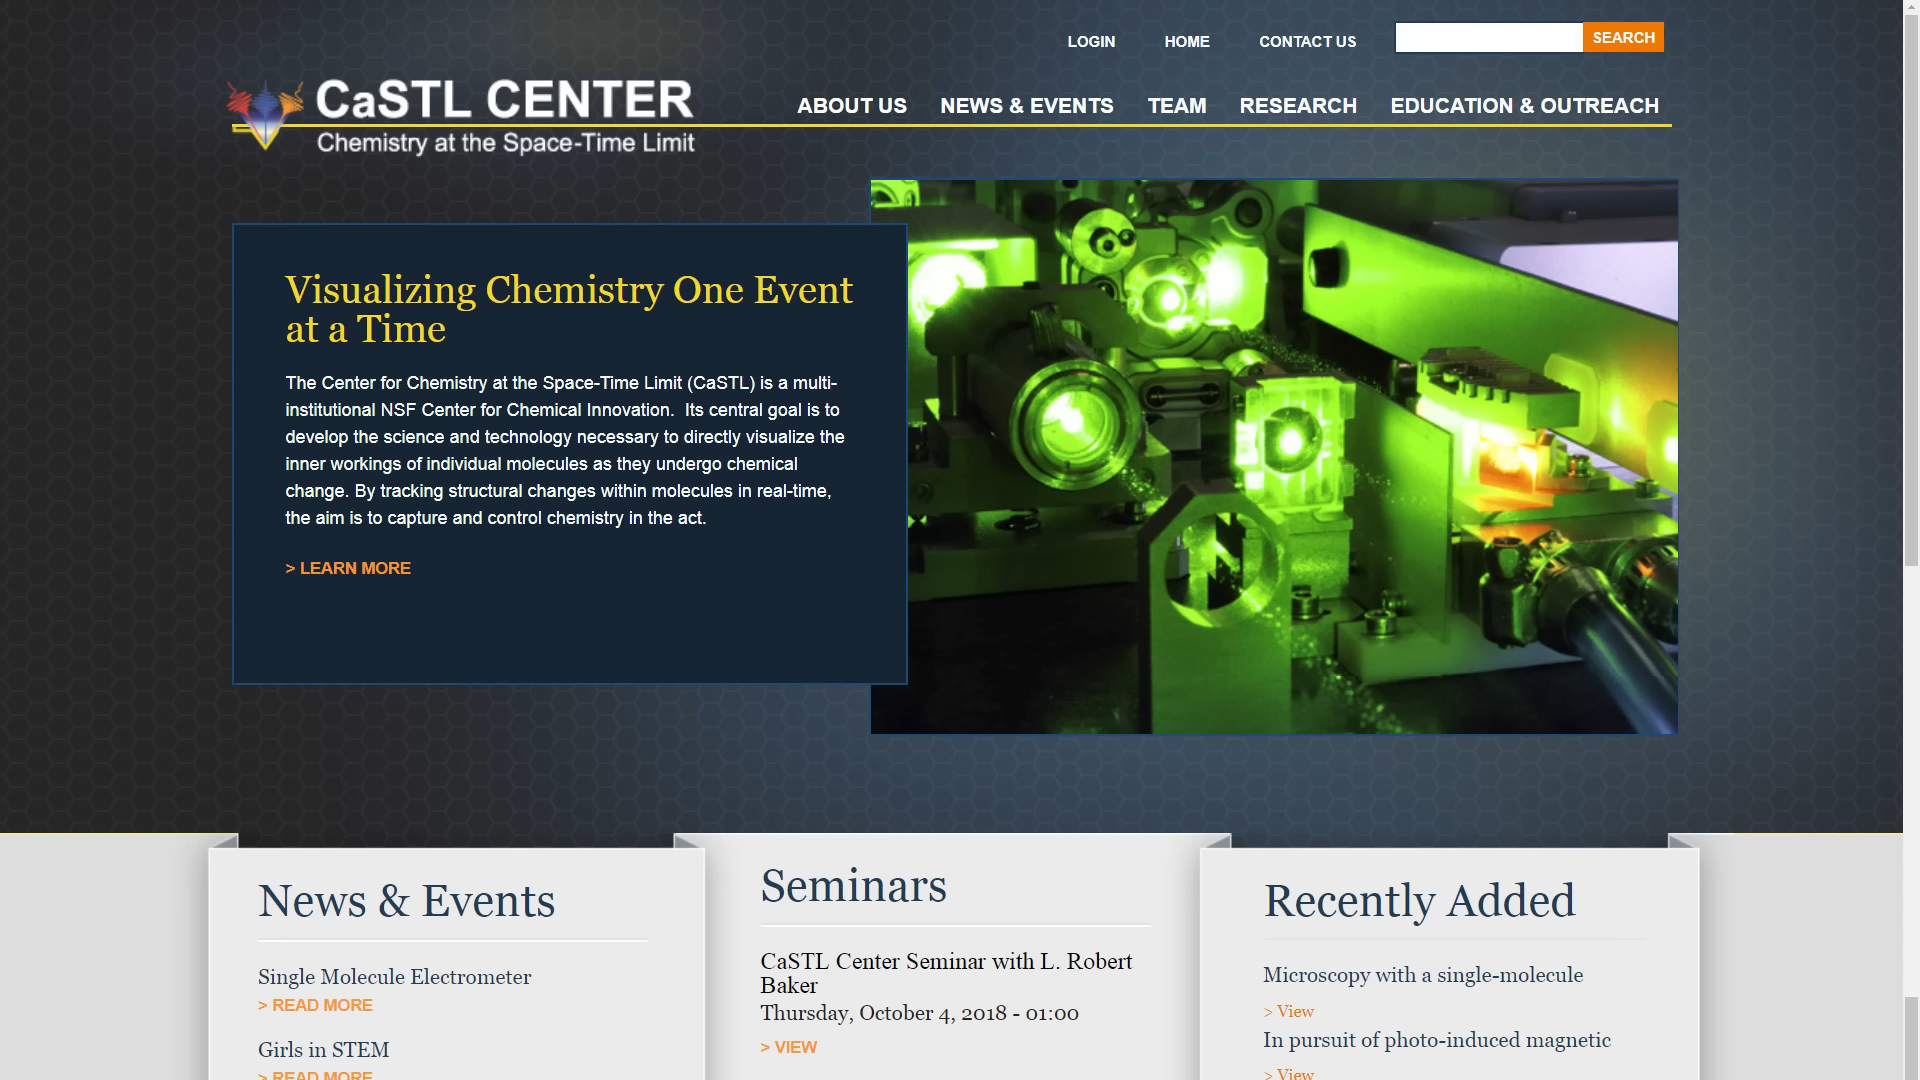 LOGIN
HOME
CONTACT US
SEARCH
CaSTL CENTER
Chemistry at the Space-Time Limit
ABOUT US
NEWS & EVENTS
TEAM
RESEARCH
EDUCATION & OUTREACH
Visualizing Chemistry One Event
at a Time
The Center for Chemistry at the Space-Time Limit (CaSTL) is a multi-
institutional NSF Center for Chemical Innovation.  Its central goal is to
develop the science and technology necessary to directly visualize the
inner workings of individual molecules as they undergo chemical
change. By tracking structural changes within molecules in real-time,
the aim is to capture and control chemistry in the act.
> LEARN MORE
News & Events
Single Molecule Electrometer
> READ MORE
Girls in STEM
> READ MORE
Seminars
CaSTL Center Seminar with L. Robert
Baker
Thursday, October 4, 2018 - 01:00
> VIEW
Recently Added
Microscopy with a single-molecule
> View
In pursuit of photo-induced magnetic
> View